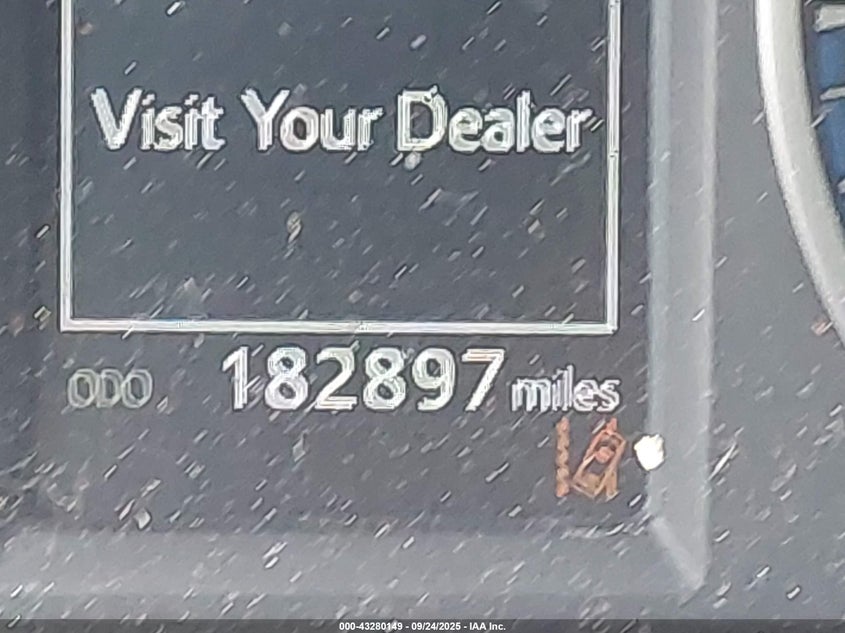 Visit Your Dealer
ODO 182897 miles
000-43280149 - 09/24/2025 - IAA Inc.